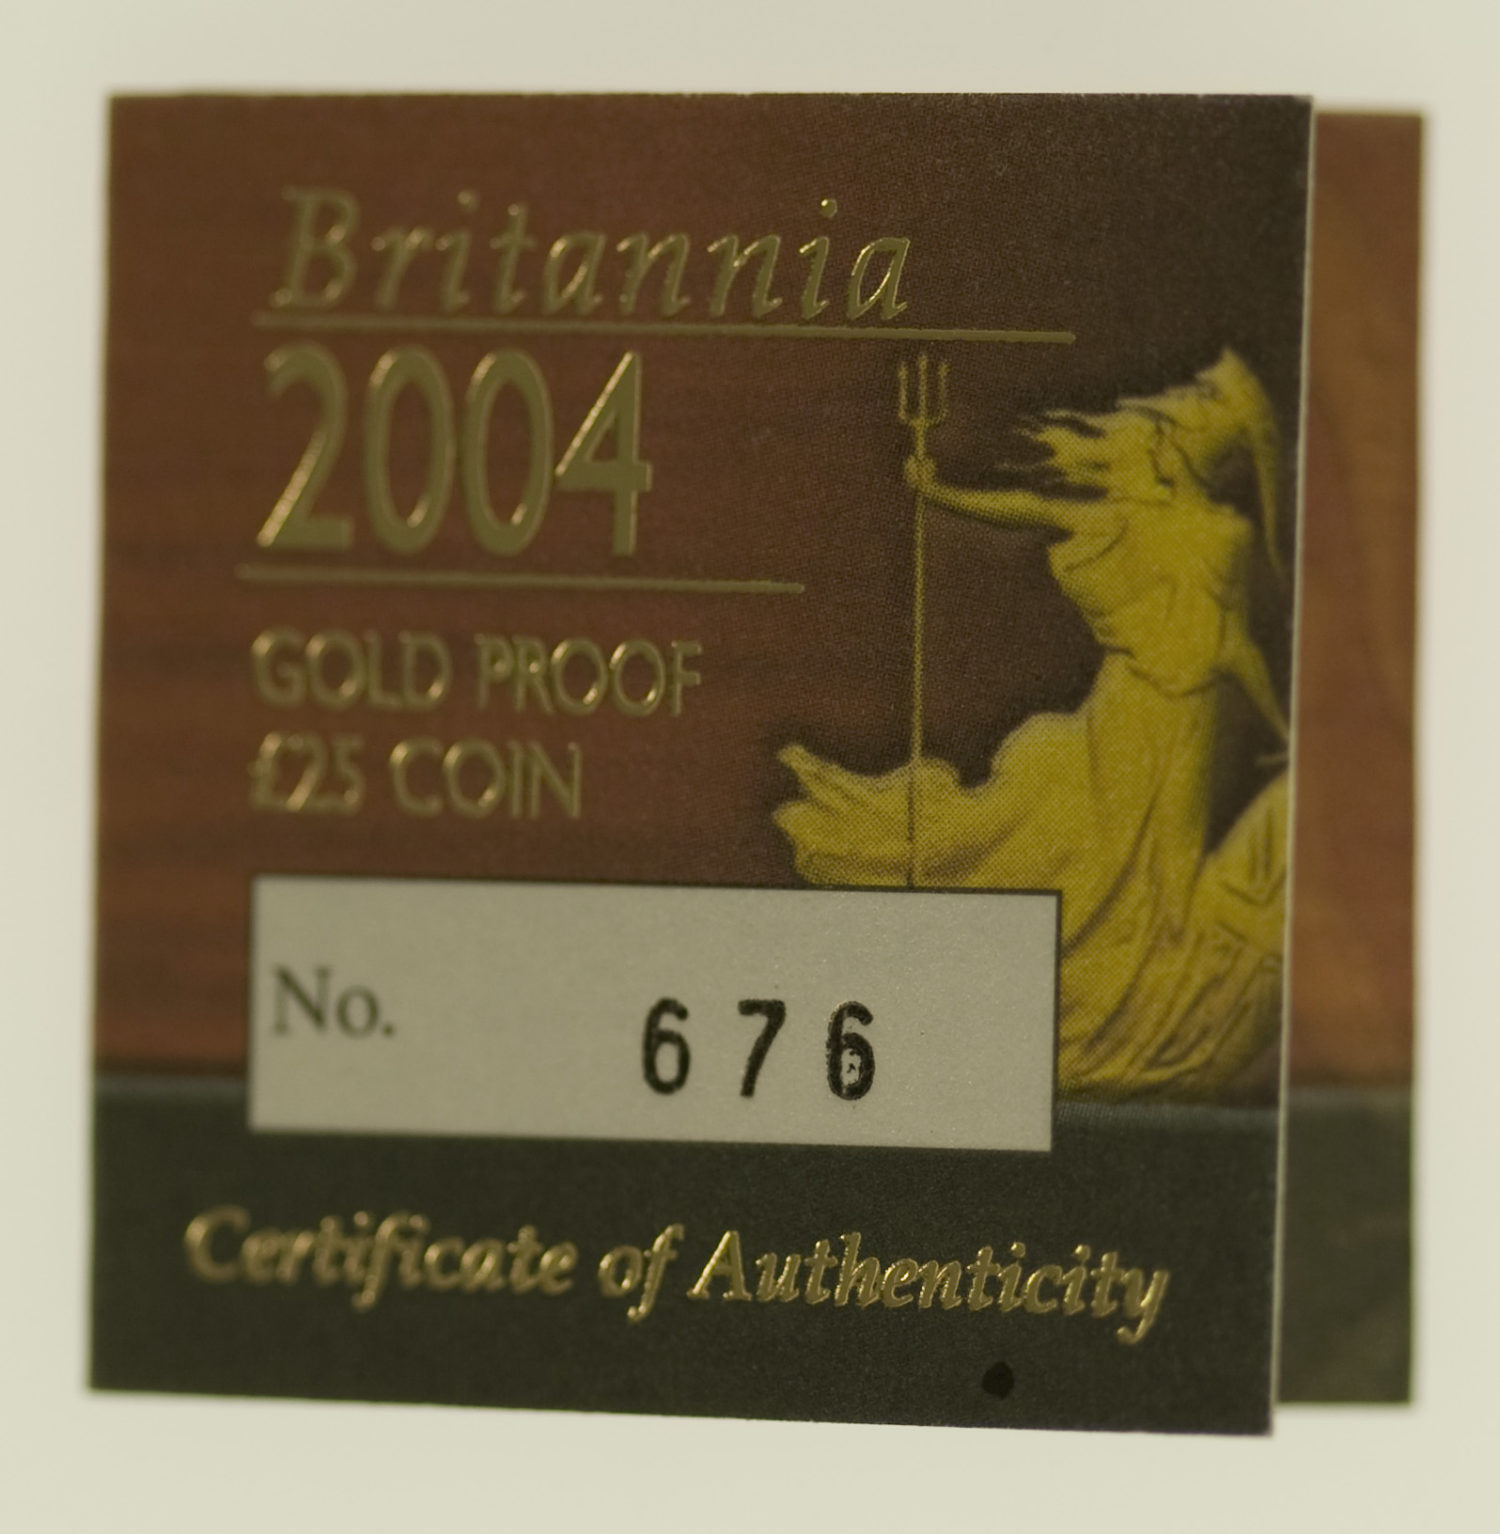 Britannia
2004
GOLD PROOF
£25 COIN
No. 676
Certificate of Authenticity